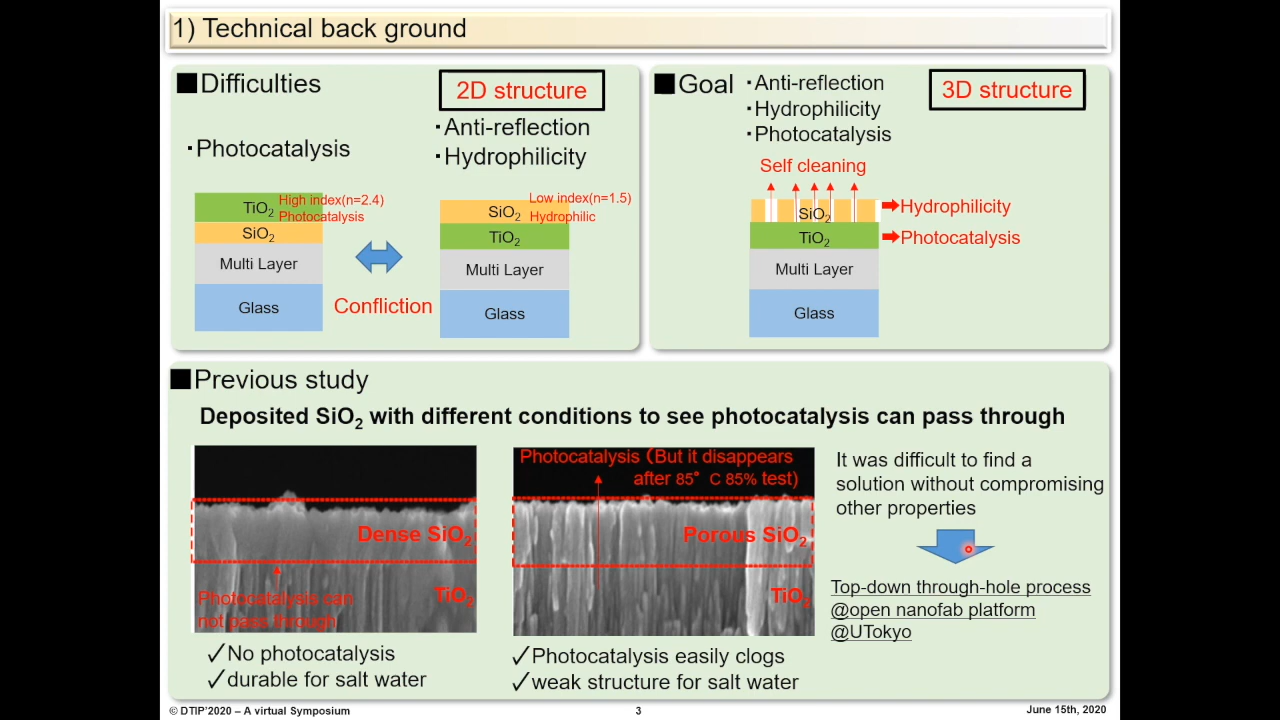 1) Technical back ground
■Difficulties
2D structure
・Photocatalysis
・Anti-reflection
・Hydrophilicity
TiO₂
High index(n=2.4)
Photocatalysis
SiO₂
Multi Layer
Glass
Confliction
Low index(n=1.5)
SiO₂
Hydrophilic
TiO₂
Multi Layer
Glass
■Goal
・Anti-reflection
・Hydrophilicity
・Photocatalysis
3D structure
Self cleaning
SiO₂
Hydrophilicity
TiO₂
Photocatalysis
Multi Layer
Glass
■Previous study
Deposited SiO₂ with different conditions to see photocatalysis can pass through
Dense SiO₂
TiO₂
Photocatalysis can
not pass through
✓No photocatalysis
✓durable for salt water
Photocatalysis (But it disappears
after 85° C 85% test)
Porous SiO₂
TiO₂
✓Photocatalysis easily clogs
✓weak structure for salt water
It was difficult to find a
solution without compromising
other properties
Top-down through-hole process
@open nanofab platform
@UTokyo
© DTIP'2020 – A virtual Symposium
3
June 15th, 2020